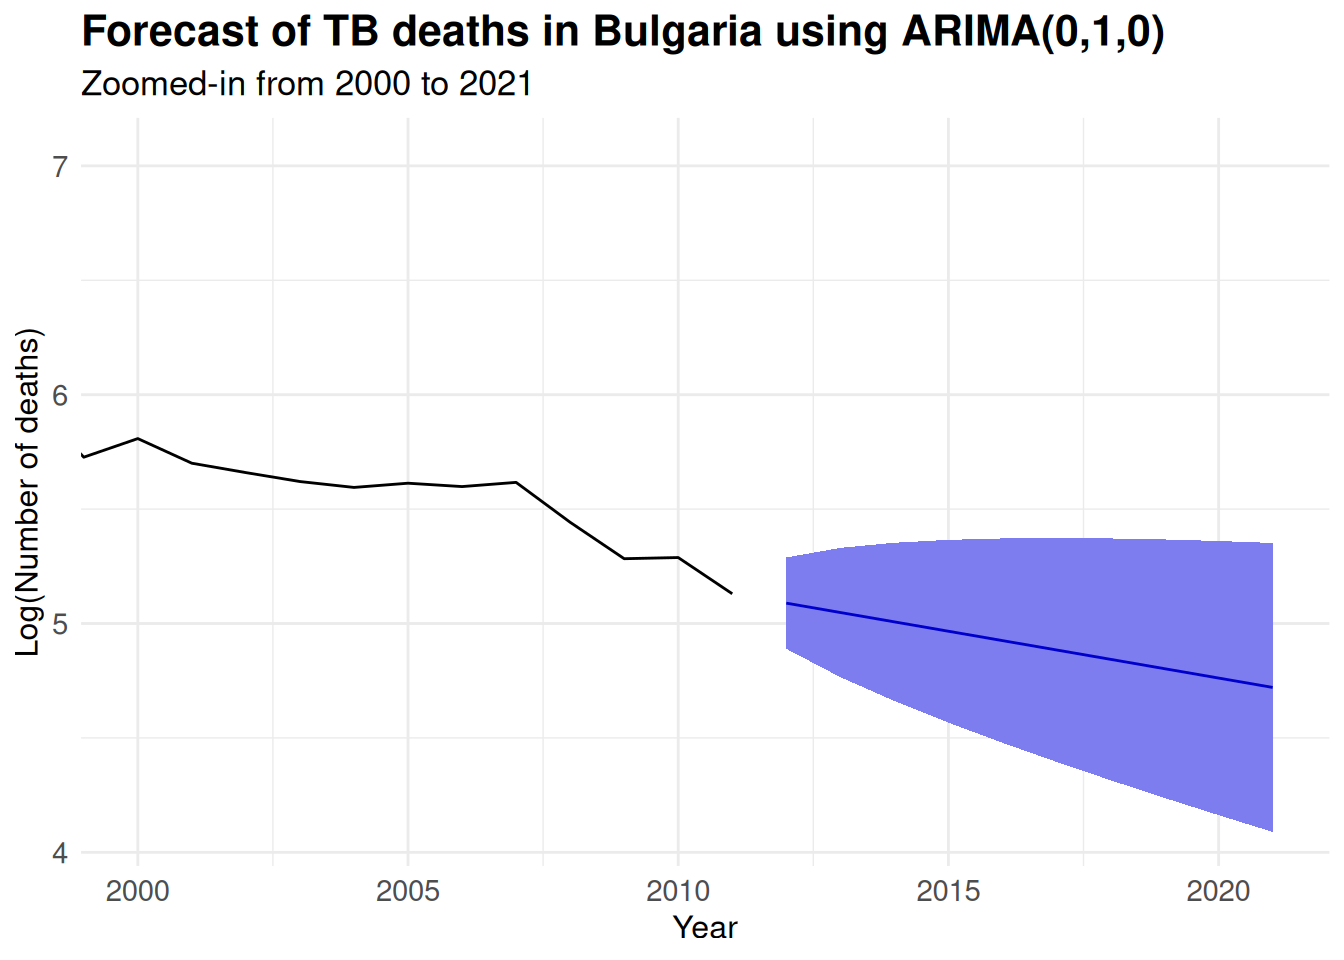 Forecast of TB deaths in Bulgaria using ARIMA(0,1,0)
Zoomed-in from 2000 to 2021
Log(Number of deaths)
7
6
5
4
2000 2005 2010 2015 2020
Year